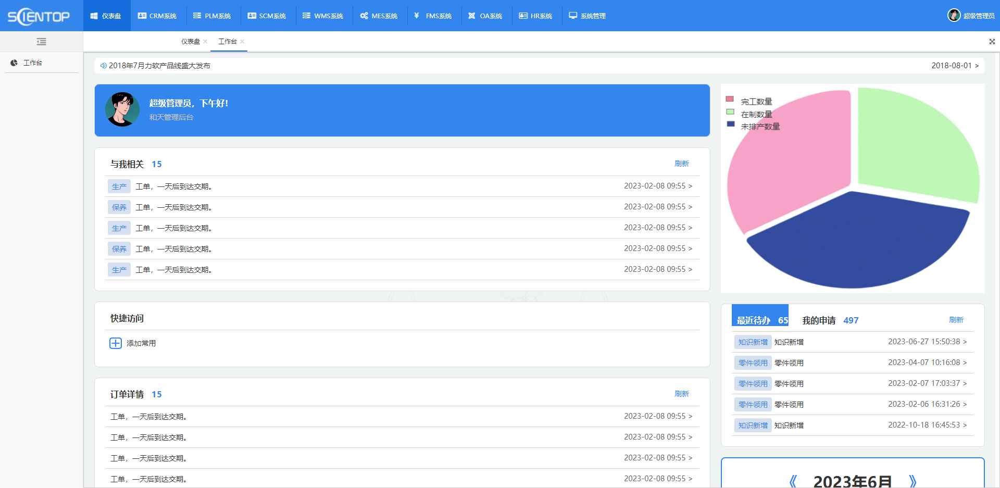 SCIENTOP
仪表盘
CRM系统
PLM系统
SCM系统
WMS系统
MES系统
FMS系统
OA系统
HR系统
系统管理
超级管理员
仪表盘
工作台
工作台
2018年7月力软产品线盛大发布
2018-08-01 >
超级管理员，下午好!
和天管理后台
与我相关 15
刷新
生产 工单，一天后到达交期。 2023-02-08 09:55 >
保养 工单，一天后到达交期。 2023-02-08 09:55 >
生产 工单，一天后到达交期。 2023-02-08 09:55 >
保养 工单，一天后到达交期。 2023-02-08 09:55 >
生产 工单，一天后到达交期。 2023-02-08 09:55 >
快捷访问
添加常用
订单详情 15
刷新
工单，一天后到达交期。 2023-02-08 09:55 >
工单，一天后到达交期。 2023-02-08 09:55 >
工单，一天后到达交期。 2023-02-08 09:55 >
工单，一天后到达交期。 2023-02-08 09:55 >
完工数量
在制数量
未排产数量
最近待办 65
我的申请 497
刷新
知识新增 知识新增 2023-06-27 15:50:38 >
零件领用 零件领用 2023-04-07 10:16:08 >
零件领用 零件领用 2023-02-07 17:03:37 >
零件领用 零件领用 2023-02-06 16:31:26 >
知识新增 知识新增 2022-10-18 16:45:53 >
《 2023年6月 》